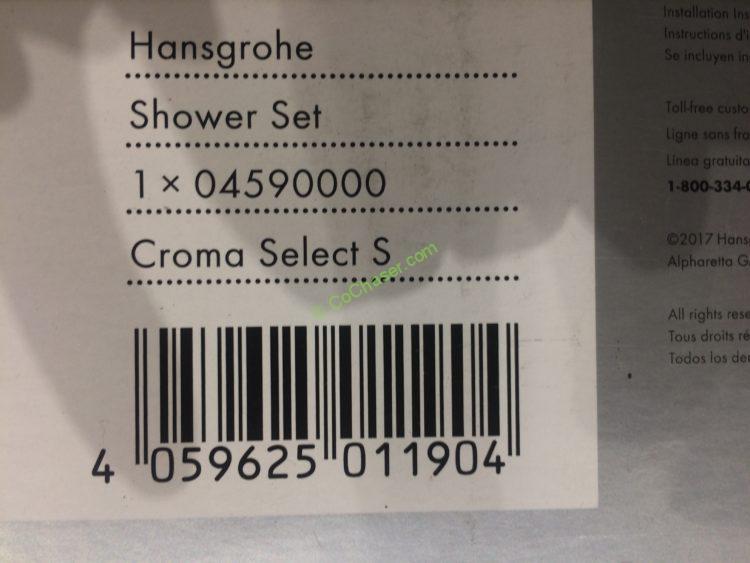 Hansgrohe
Shower Set
1 × 04590000
Croma Select S
© CoChaser.com
4 059625 011904
Installation Ins
Instructions d'i
Se incluyen in
Toll-free custo
Ligne sans fra
Línea gratuita
1-800-334-0
©2017 Hans
Alpharetta G
All rights rese
Tous droits ré
Todos los de